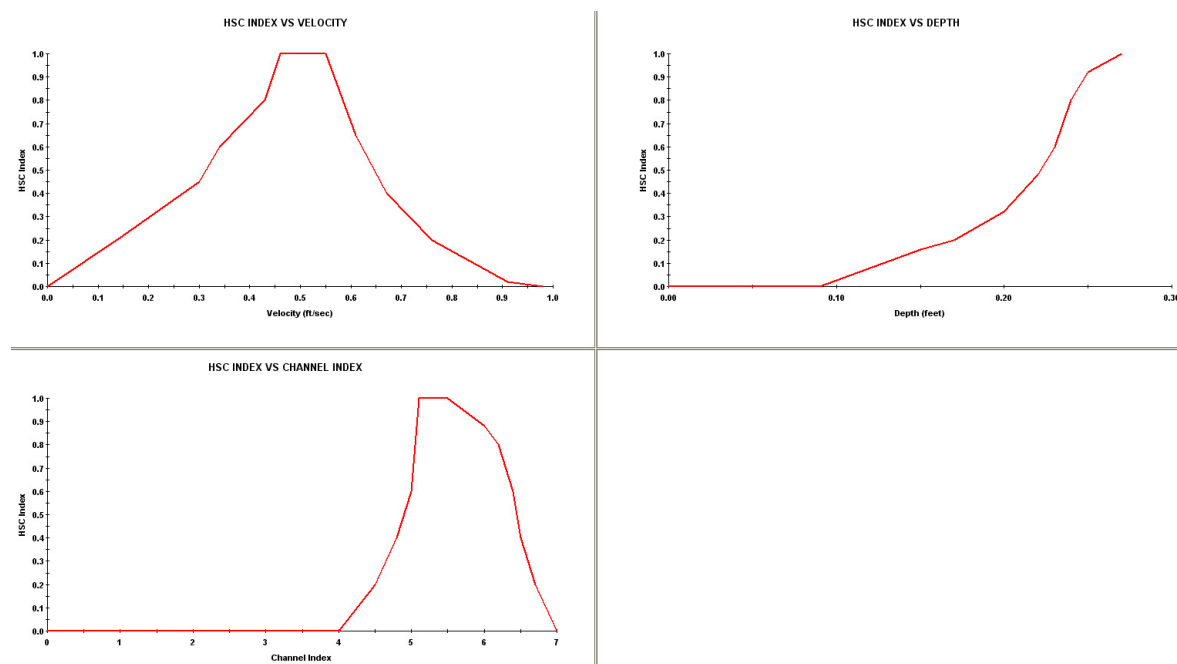 HSC INDEX VS VELOCITY
HSC Index
1.0
0.9
0.8
0.7
0.6
0.5
0.4
0.3
0.2
0.1
0.0
0.0 0.1 0.2 0.3 0.4 0.5 0.6 0.7 0.8 0.9 1.0
Velocity (ft/sec)
HSC INDEX VS DEPTH
HSC Index
1.0
0.9
0.8
0.7
0.6
0.5
0.4
0.3
0.2
0.1
0.0
0.00 0.10 0.20 0.30
Depth (feet)
HSC INDEX VS CHANNEL INDEX
HSC Index
1.0
0.9
0.8
0.7
0.6
0.5
0.4
0.3
0.2
0.1
0.0
0 1 2 3 4 5 6 7
Channel Index